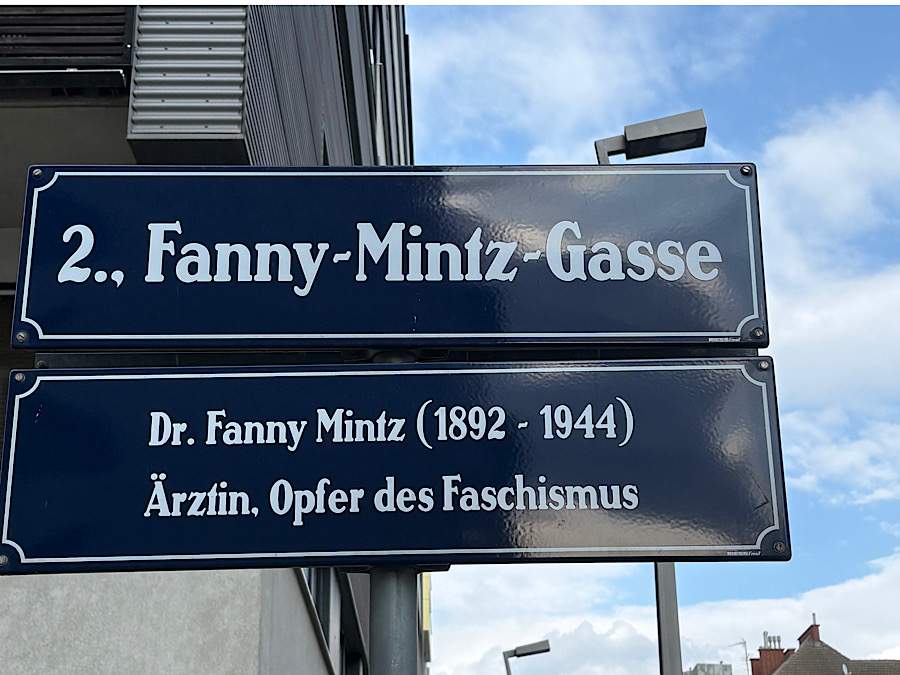 2., Fanny-Mintz-Gasse
Dr. Fanny Mintz (1892 - 1944)
Ärztin, Opfer des Faschismus